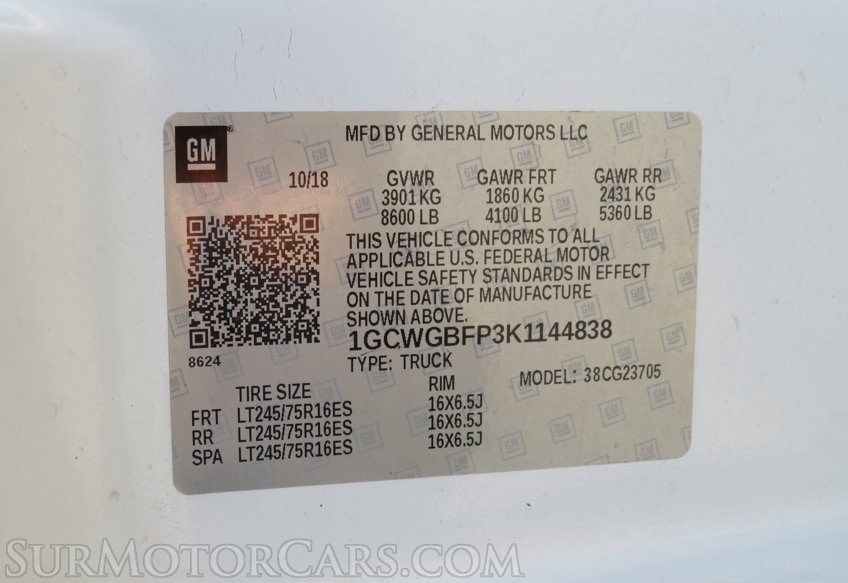 GM
MFD BY GENERAL MOTORS LLC
10/18 GVWR GAWR FRT GAWR RR
3901 KG 1860 KG 2431 KG
8600 LB 4100 LB 5360 LB
THIS VEHICLE CONFORMS TO ALL
APPLICABLE U.S. FEDERAL MOTOR
VEHICLE SAFETY STANDARDS IN EFFECT
ON THE DATE OF MANUFACTURE
SHOWN ABOVE.
1GCWGBFP3K1144838
8624
TYPE: TRUCK MODEL: 38CG23705
TIRE SIZE RIM
FRT LT245/75R16ES 16X6.5J
RR LT245/75R16ES 16X6.5J
SPA LT245/75R16ES 16X6.5J
SurMotorCars.com